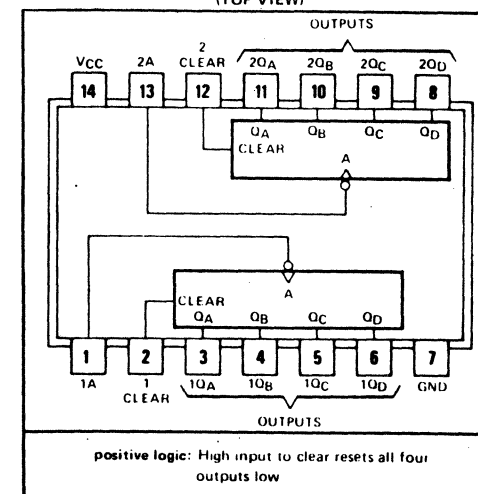 (TOP VIEW)
OUTPUTS
VCC 2A 2 CLEAR 2QA 2QB 2QC 2QD
14 13 12 11 10 9 8
QA QB QC QD
CLEAR
A
A
CLEAR
QA QB QC QD
1 2 3 4 5 6 7
1A 1 CLEAR 1QA 1QB 1QC 1QD GND
OUTPUTS
positive logic: High input to clear resets all four
outputs low